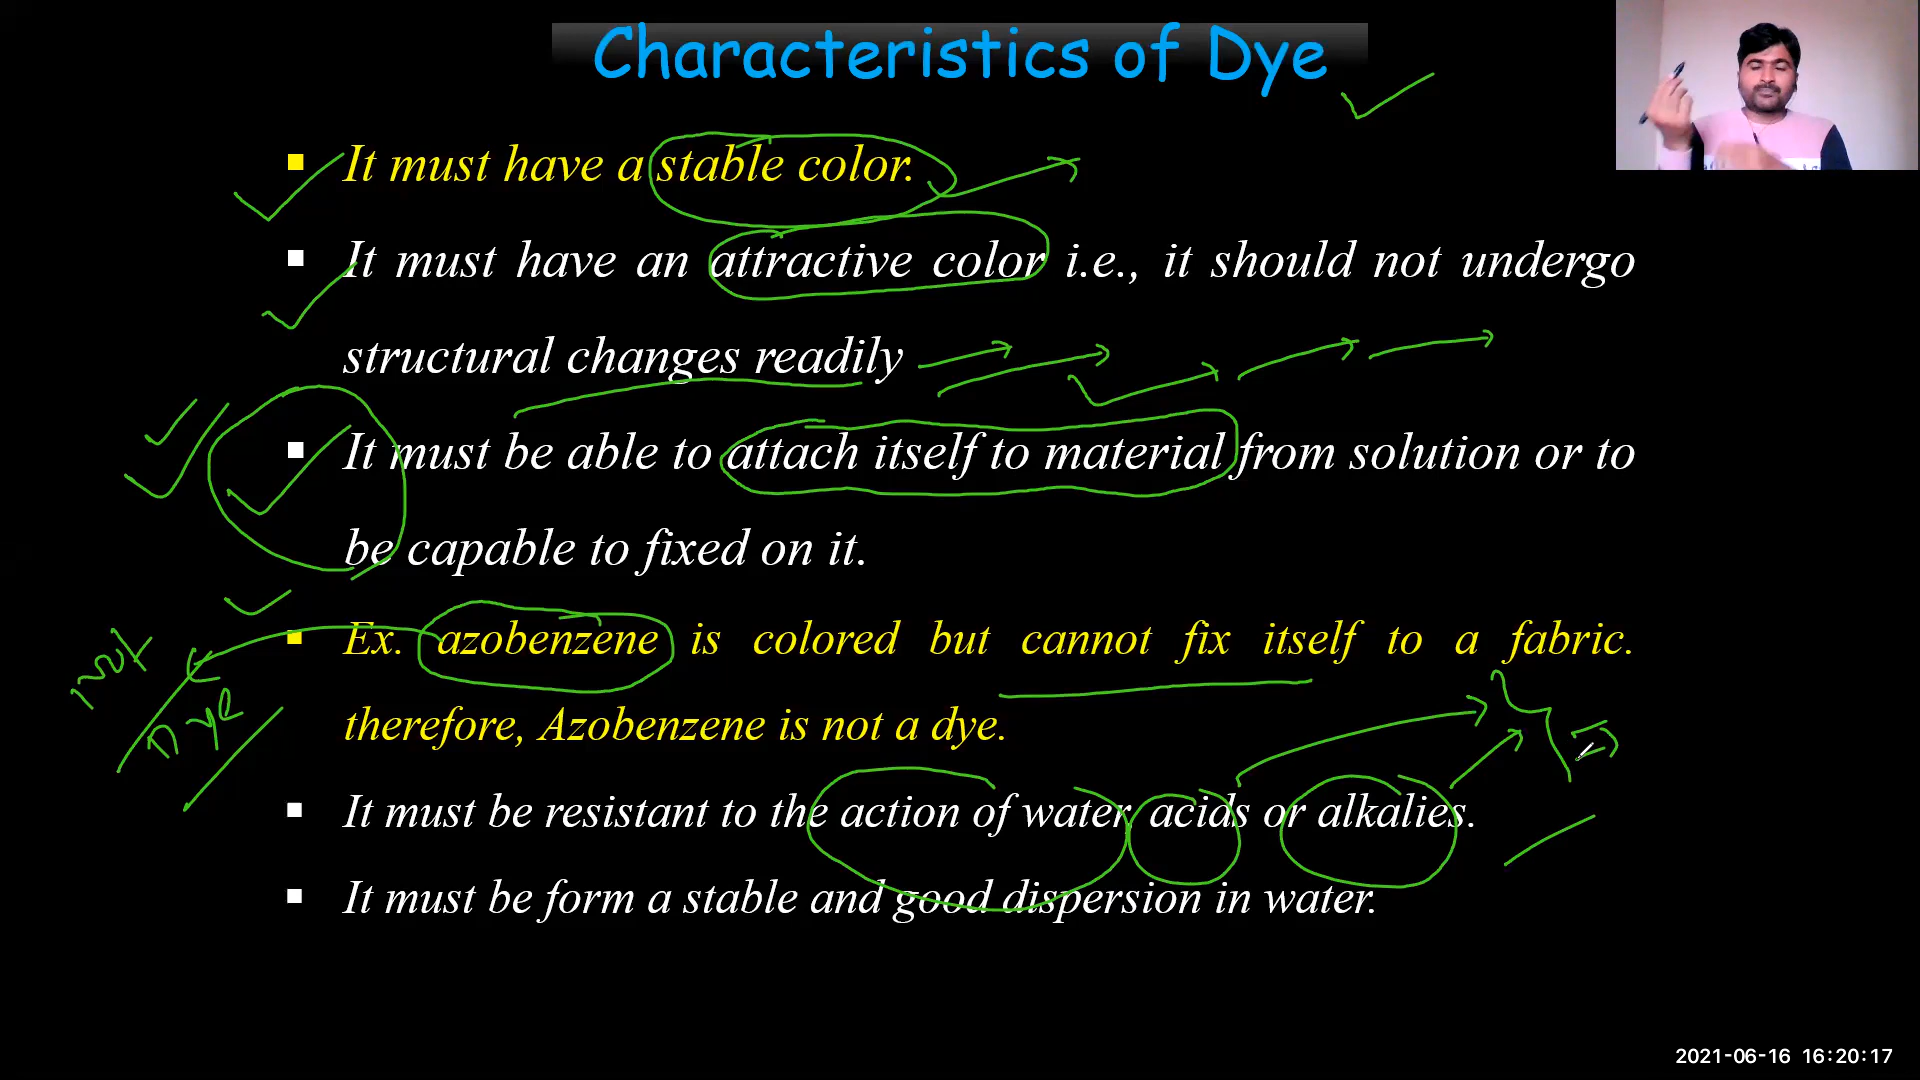 Characteristics of Dye
It must have a stable color.
It must have an attractive color i.e., it should not undergo
structural changes readily
It must be able to attach itself to material from solution or to
be capable to fixed on it.
Ex. azobenzene is colored but cannot fix itself to a fabric.
therefore, Azobenzene is not a dye.
Not
Dye
It must be resistant to the action of water, acids or alkalies.
It must be form a stable and good dispersion in water.
2021-06-16 16:20:17